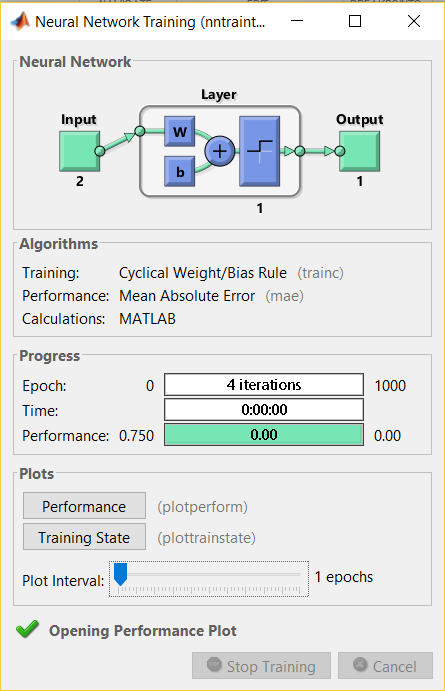 Neural Network Training (nntraint...
Neural Network
Layer
Input
Output
W
b
+
2
1
1
Algorithms
Training: Cyclical Weight/Bias Rule (trainc)
Performance: Mean Absolute Error (mae)
Calculations: MATLAB
Progress
Epoch: 0 4 iterations 1000
Time: 0:00:00
Performance: 0.750 0.00 0.00
Plots
Performance (plotperform)
Training State (plottrainstate)
Plot Interval: 1 epochs
Opening Performance Plot
Stop Training Cancel